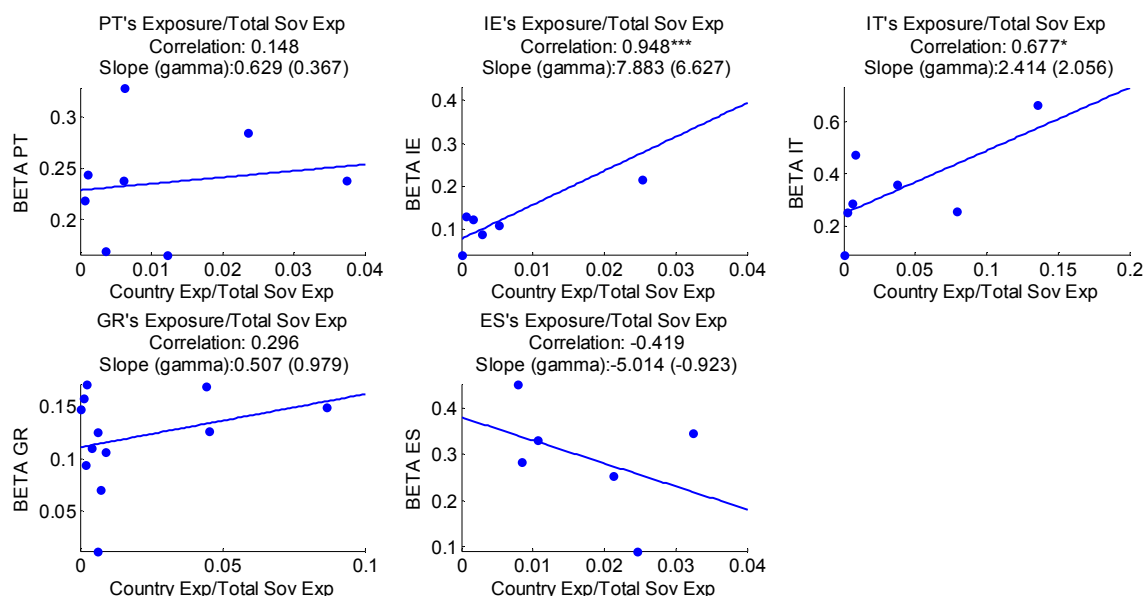 PT's Exposure/Total Sov Exp
Correlation: 0.148
Slope (gamma):0.629 (0.367)
0.3
0.25
0.2
BETA PT
0 0.01 0.02 0.03 0.04
Country Exp/Total Sov Exp
IE's Exposure/Total Sov Exp
Correlation: 0.948***
Slope (gamma):7.883 (6.627)
0.4
0.3
0.2
0.1
BETA IE
0 0.01 0.02 0.03 0.04
Country Exp/Total Sov Exp
IT's Exposure/Total Sov Exp
Correlation: 0.677*
Slope (gamma):2.414 (2.056)
0.6
0.4
0.2
BETA IT
0 0.05 0.1 0.15 0.2
Country Exp/Total Sov Exp
GR's Exposure/Total Sov Exp
Correlation: 0.296
Slope (gamma):0.507 (0.979)
0.15
0.1
0.05
BETA GR
0 0.05 0.1
Country Exp/Total Sov Exp
ES's Exposure/Total Sov Exp
Correlation: -0.419
Slope (gamma):-5.014 (-0.923)
0.4
0.3
0.2
0.1
BETA ES
0 0.01 0.02 0.03 0.04
Country Exp/Total Sov Exp